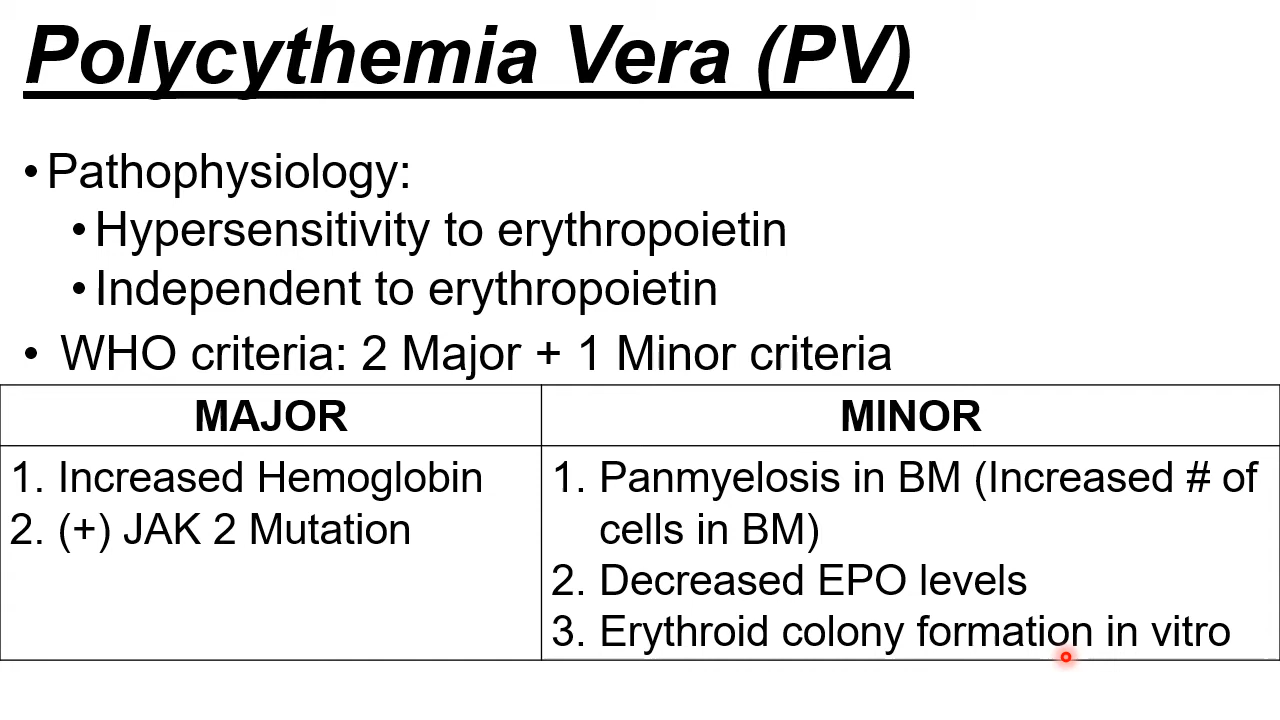 Polycythemia Vera (PV)
• Pathophysiology:
• Hypersensitivity to erythropoietin
• Independent to erythropoietin
• WHO criteria: 2 Major + 1 Minor criteria
MAJOR
1. Increased Hemoglobin
2. (+) JAK 2 Mutation
MINOR
1. Panmyelosis in BM (Increased # of
cells in BM)
2. Decreased EPO levels
3. Erythroid colony formation in vitro